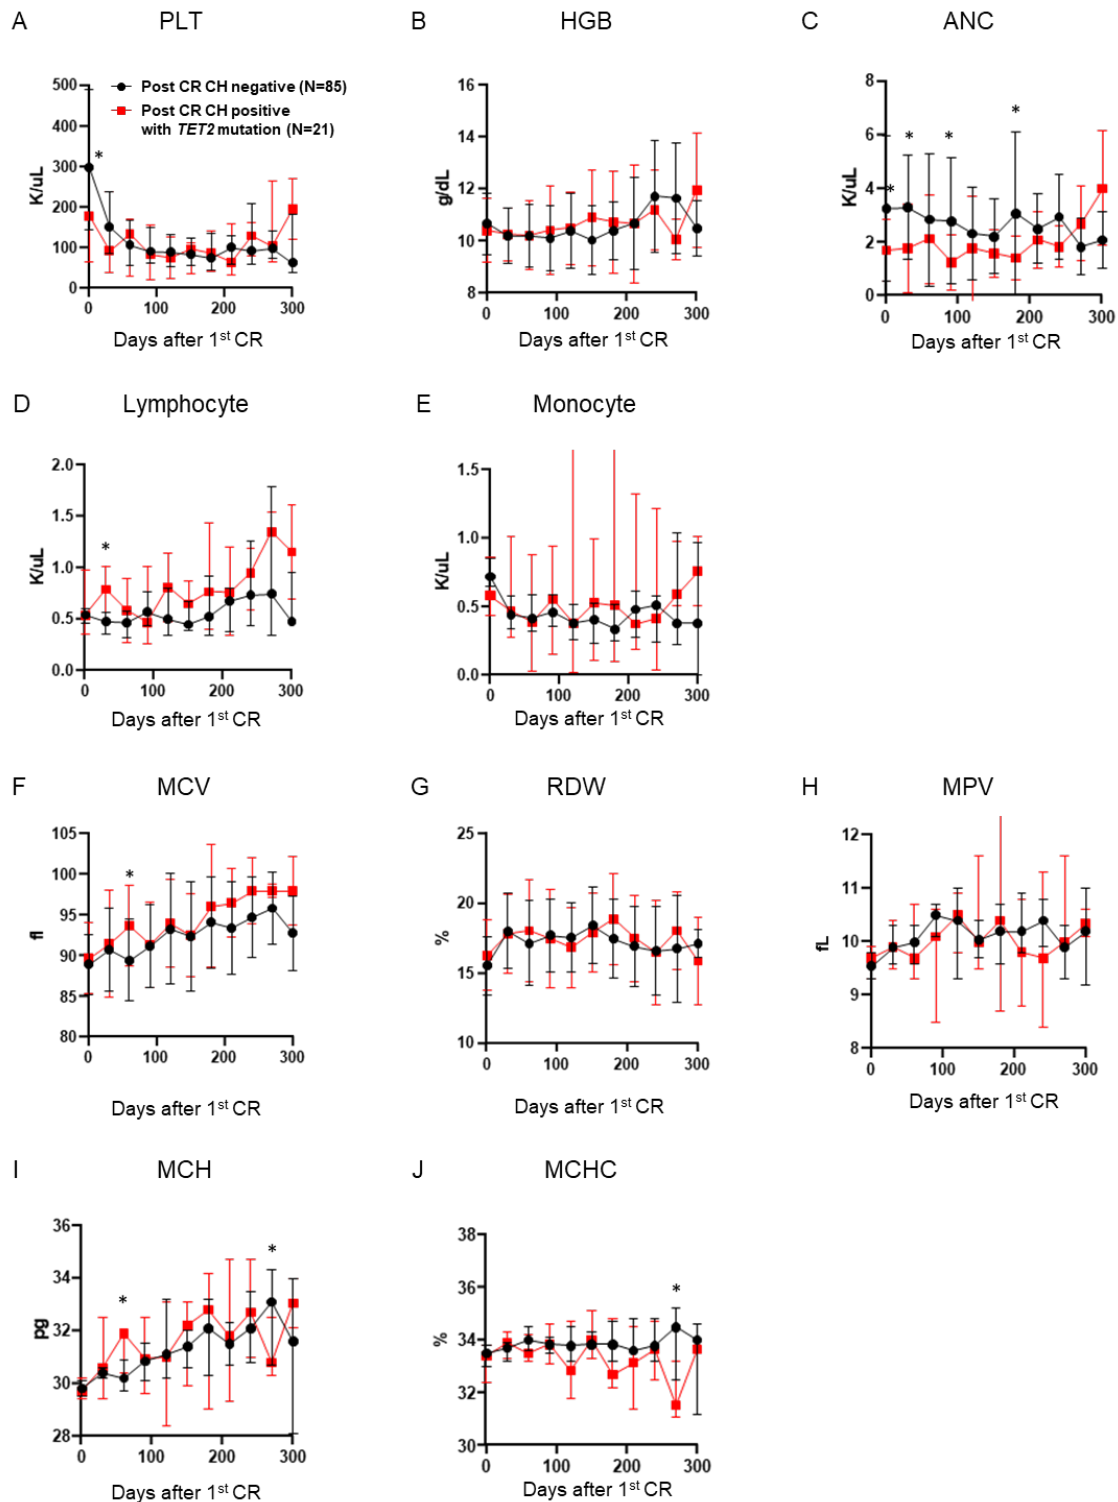 A PLT
500
400
300
200
100
0
K/uL
Post CR CH negative (N=85)
Post CR CH positive
with TET2 mutation (N=21)
*
0 100 200 300
Days after 1st CR
B HGB
16
14
12
10
8
g/dL
0 100 200 300
Days after 1st CR
C ANC
8
6
4
2
0
K/uL
* * * *
0 100 200 300
Days after 1st CR
D Lymphocyte
2.0
1.5
1.0
0.5
0.0
K/uL
*
0 100 200 300
Days after 1st CR
E Monocyte
1.5
1.0
0.5
0.0
K/uL
0 100 200 300
Days after 1st CR
F MCV
105
100
95
90
85
80
fl
*
0 100 200 300
Days after 1st CR
G RDW
25
20
15
10
%
0 100 200 300
Days after 1st CR
H MPV
12
11
10
9
8
fL
0 100 200 300
Days after 1st CR
I MCH
36
34
32
30
28
pg
* *
0 100 200 300
Days after 1st CR
J MCHC
38
36
34
32
30
%
*
0 100 200 300
Days after 1st CR